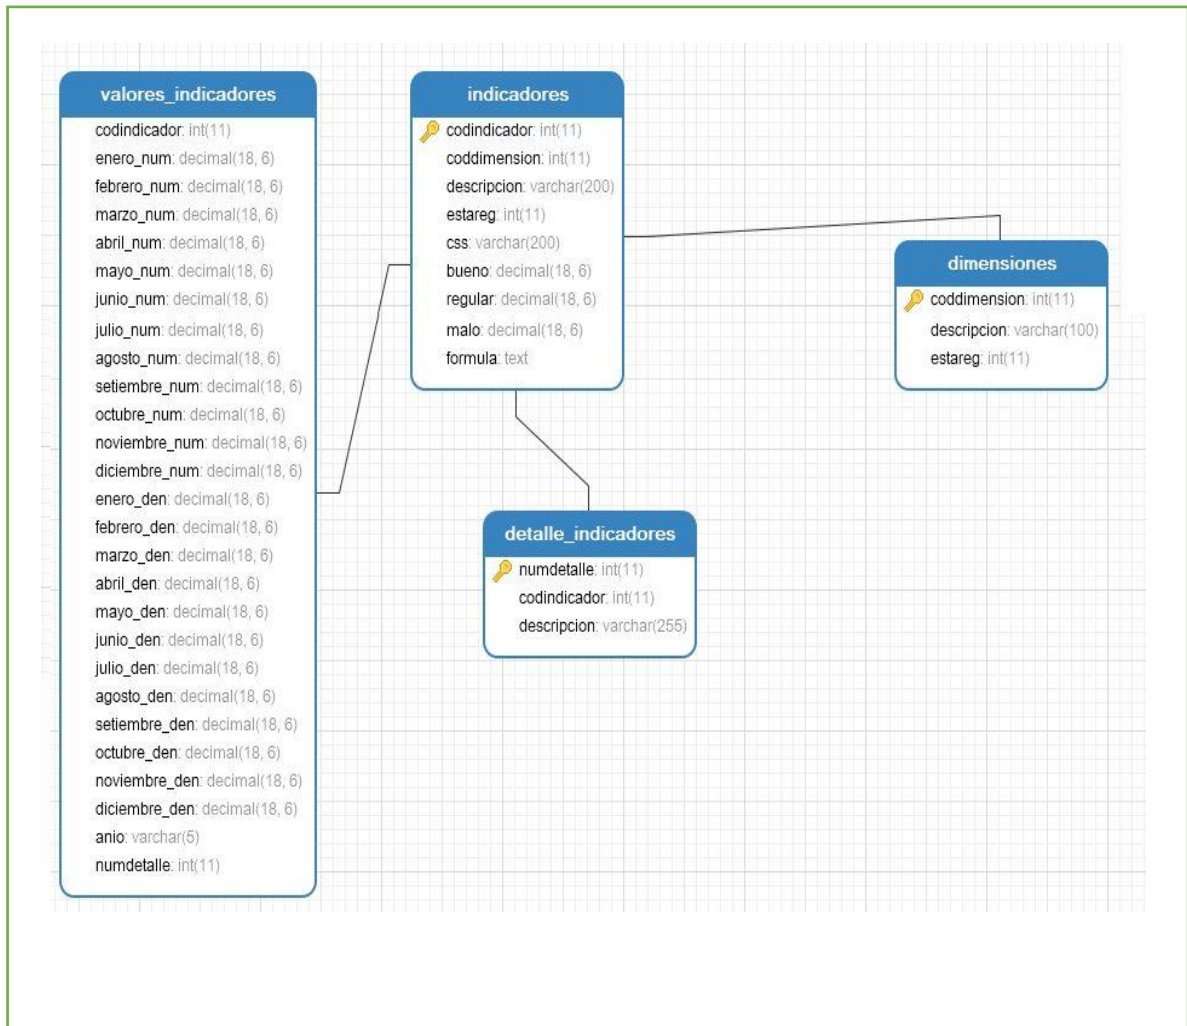 valores_indicadores
codindicador: int(11)
enero_num: decimal(18, 6)
febrero_num: decimal(18, 6)
marzo_num: decimal(18, 6)
abril_num: decimal(18, 6)
mayo_num: decimal(18, 6)
junio_num: decimal(18, 6)
julio_num: decimal(18, 6)
agosto_num: decimal(18, 6)
setiembre_num: decimal(18, 6)
octubre_num: decimal(18, 6)
noviembre_num: decimal(18, 6)
diciembre_num: decimal(18, 6)
enero_den: decimal(18, 6)
febrero_den: decimal(18, 6)
marzo_den: decimal(18, 6)
abril_den: decimal(18, 6)
mayo_den: decimal(18, 6)
junio_den: decimal(18, 6)
julio_den: decimal(18, 6)
agosto_den: decimal(18, 6)
setiembre_den: decimal(18, 6)
octubre_den: decimal(18, 6)
noviembre_den: decimal(18, 6)
diciembre_den: decimal(18, 6)
anio: varchar(5)
numdetalle: int(11)
indicadores
codindicador: int(11)
coddimension: int(11)
descripcion: varchar(200)
estareg: int(11)
css: varchar(200)
bueno: decimal(18, 6)
regular: decimal(18, 6)
malo: decimal(18, 6)
formula: text
dimensiones
coddimension: int(11)
descripcion: varchar(100)
estareg: int(11)
detalle_indicadores
numdetalle: int(11)
codindicador: int(11)
descripcion: varchar(255)